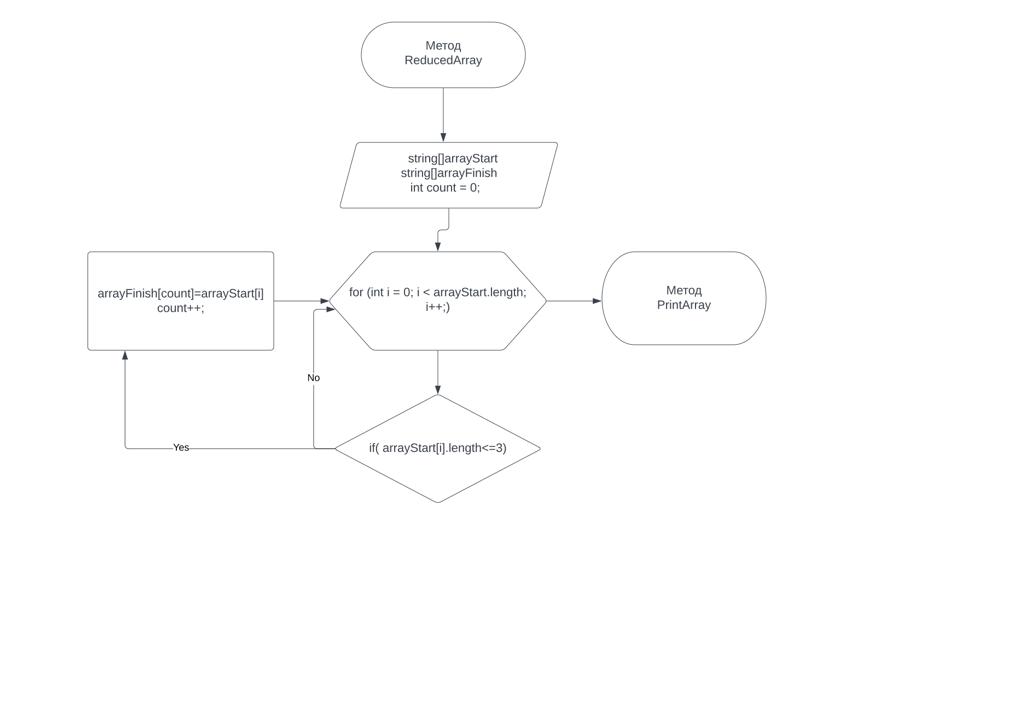 Метод
ReducedArray
string[]arrayStart
string[]arrayFinish
int count = 0;
arrayFinish[count]=arrayStart[i]
count++;
for (int i = 0; i < arrayStart.length;
i++;)
Метод
PrintArray
No
Yes
if( arrayStart[i].length<=3)